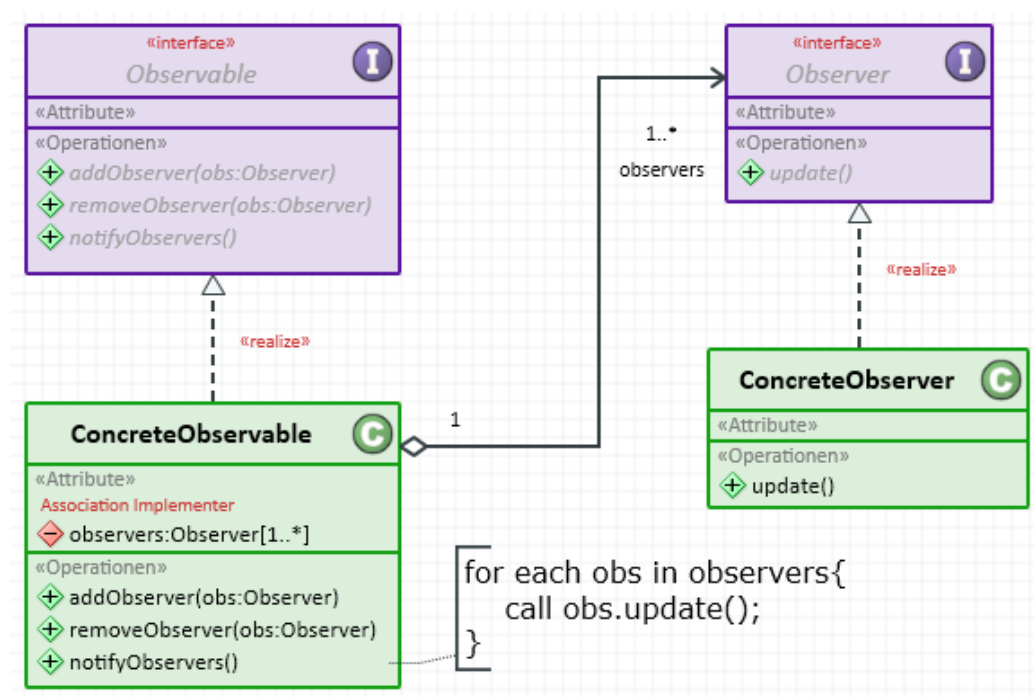 «interface»
Observable
I
«Attribute»
«Operationen»
addObserver(obs:Observer)
removeObserver(obs:Observer)
notifyObservers()
«interface»
Observer
I
«Attribute»
«Operationen»
update()
1..*
observers
«realize»
«realize»
ConcreteObserver
C
«Attribute»
«Operationen»
update()
ConcreteObservable
C
1
«Attribute»
Association Implementer
observers:Observer[1..*]
«Operationen»
addObserver(obs:Observer)
removeObserver(obs:Observer)
notifyObservers()
for each obs in observers{
call obs.update();
}